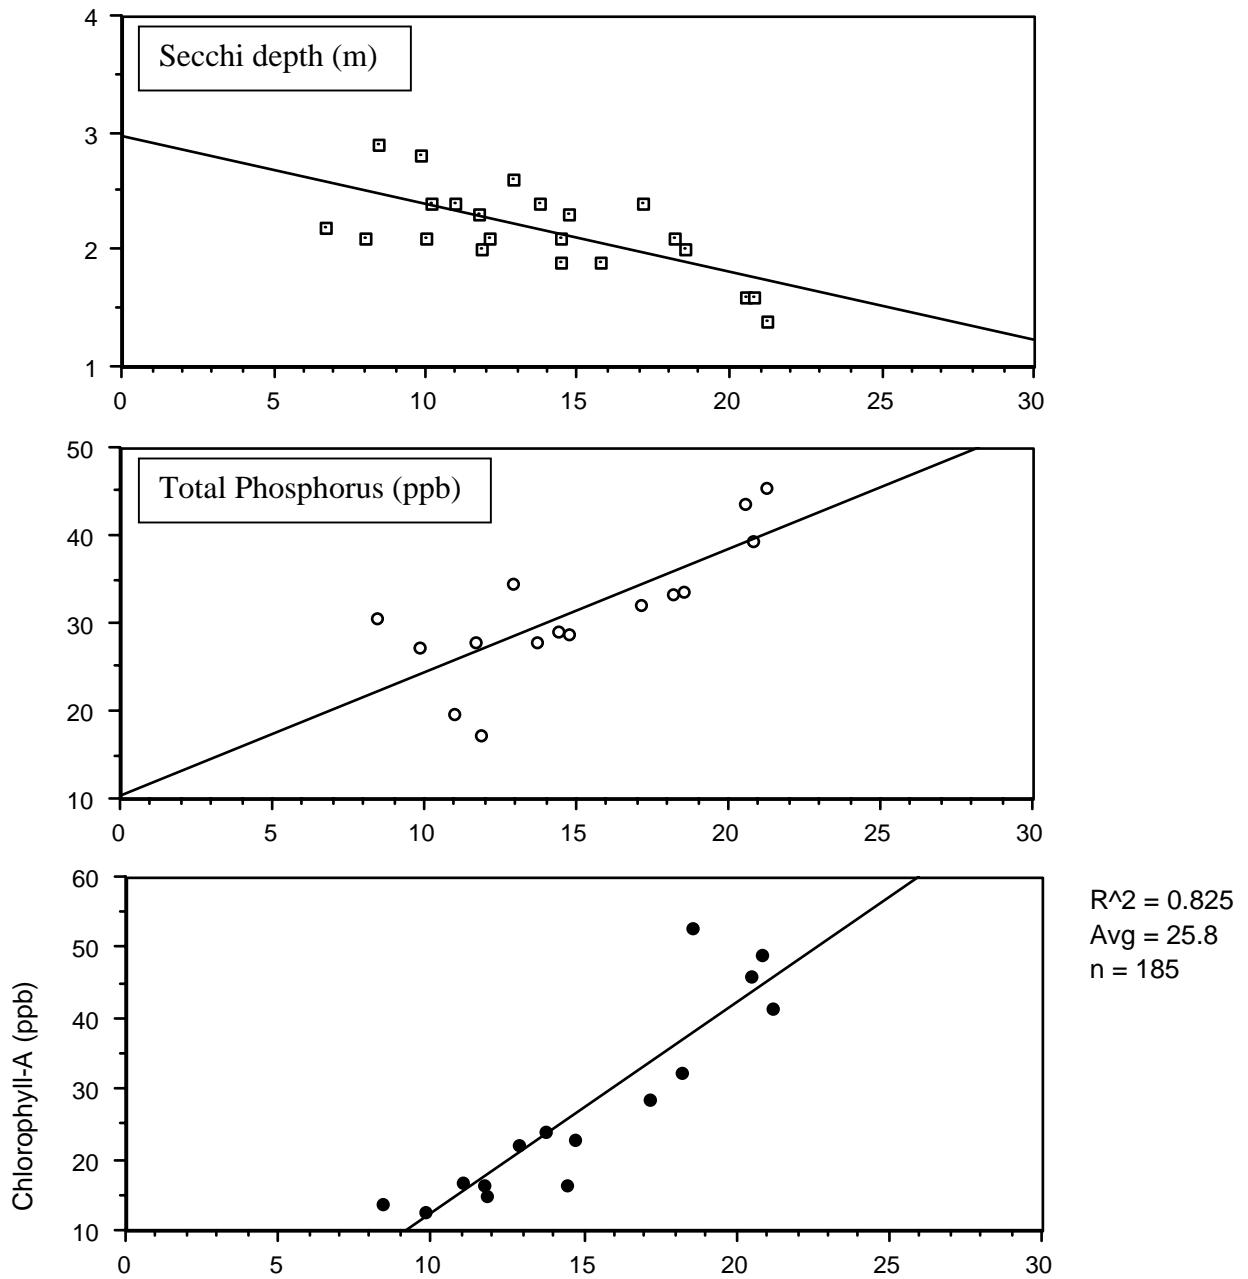 4
Secchi depth (m)
3
2
1
0 5 10 15 20 25 30
50
Total Phosphorus (ppb)
40
30
20
10
0 5 10 15 20 25 30
60
R^2 = 0.825
Avg = 25.8
n = 185
50
40
30
20
10
Chlorophyll-A (ppb)
0 5 10 15 20 25 30